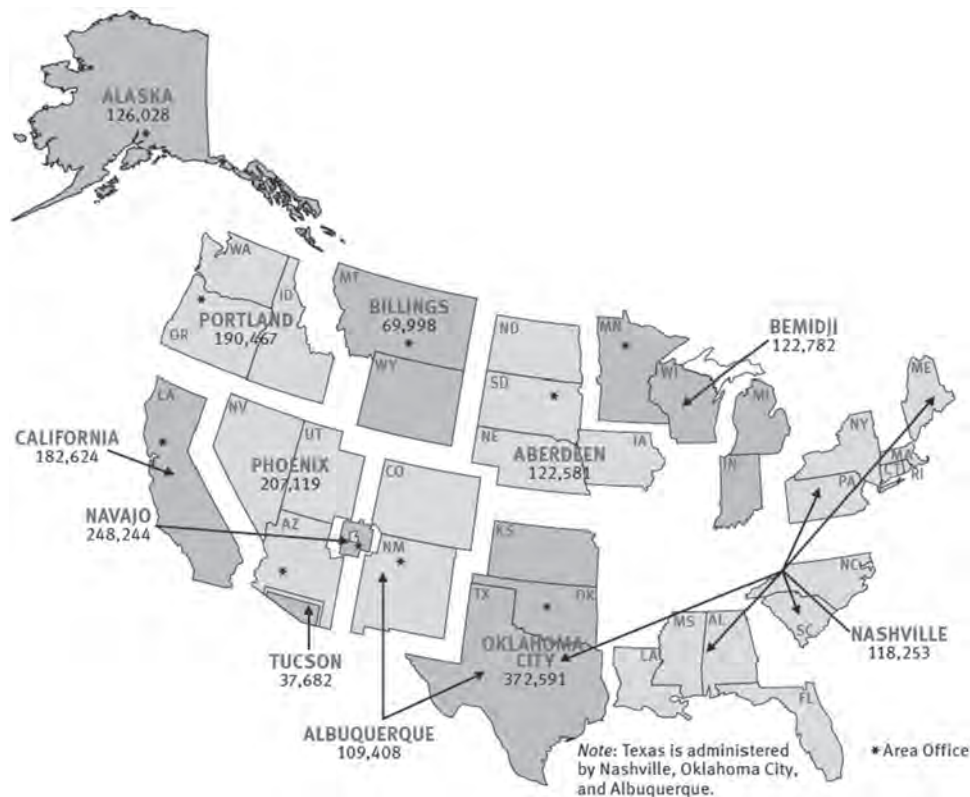 ALASKA
126,028
WA
ID
OR
PORTLAND
190,467
MT
BILLINGS
69,998
WY
ND
SD
NE
IA
ABERDEEN
122,581
MN
WI
MI
IN
BEMIDJI
122,782
ME
NY
MA
CT
RI
PA
LA
CALIFORNIA
182,624
NV
UT
PHOENIX
207,119
CO
NAVAJO
248,244
AZ
NM
KS
OK
TX
OKLAHOMA
CITY
372,591
NC
SC
MS
AL
LA
FL
NASHVILLE
118,253
TUCSON
37,682
ALBUQUERQUE
109,408
Note: Texas is administered
by Nashville, Oklahoma City,
and Albuquerque.
* Area Office